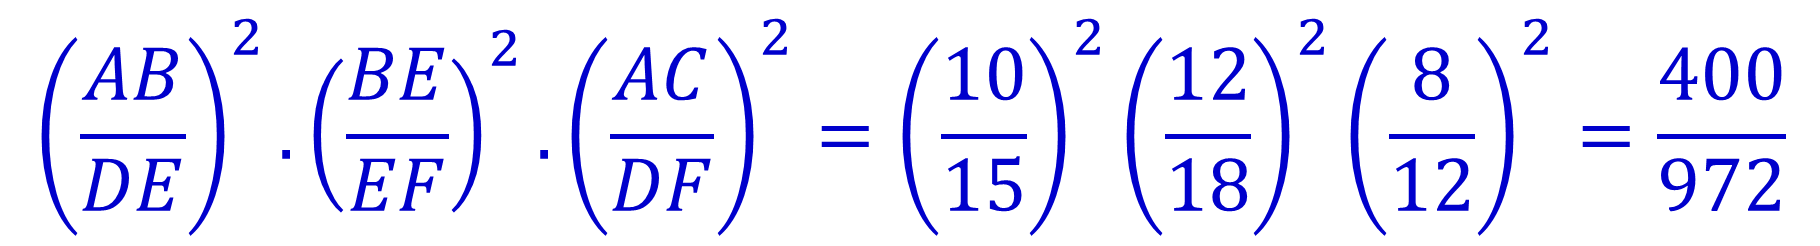 (AB/DE)² . (BE/EF)² . (AC/DF)² = (10/15)² (12/18)² (8/12)² = 400/972